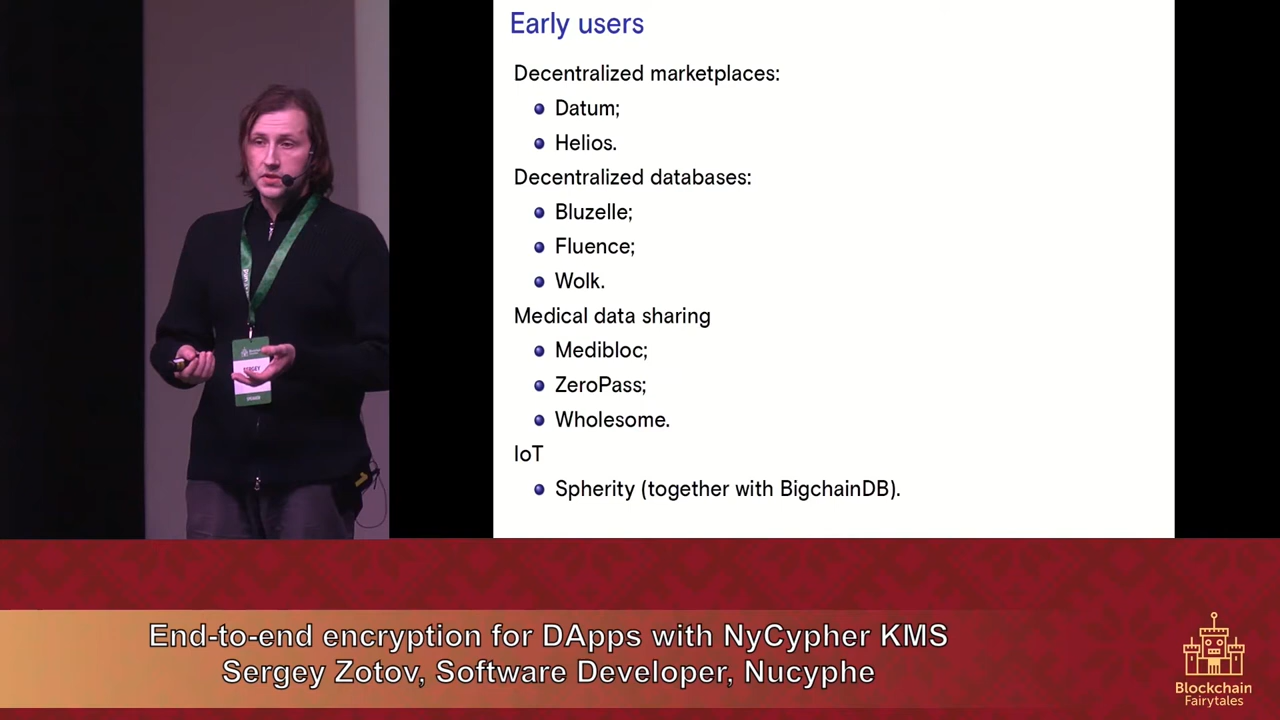 Early users
Decentralized marketplaces:
Datum;
Helios.
Decentralized databases:
Bluzelle;
Fluence;
Wolk.
Medical data sharing
Medibloc;
ZeroPass;
Wholesome.
IoT
Spherity (together with BigchainDB).
SERGEY
End-to-end encryption for DApps with NyCypher KMS
Sergey Zotov, Software Developer, Nucyphe
Blockchain
Fairytales